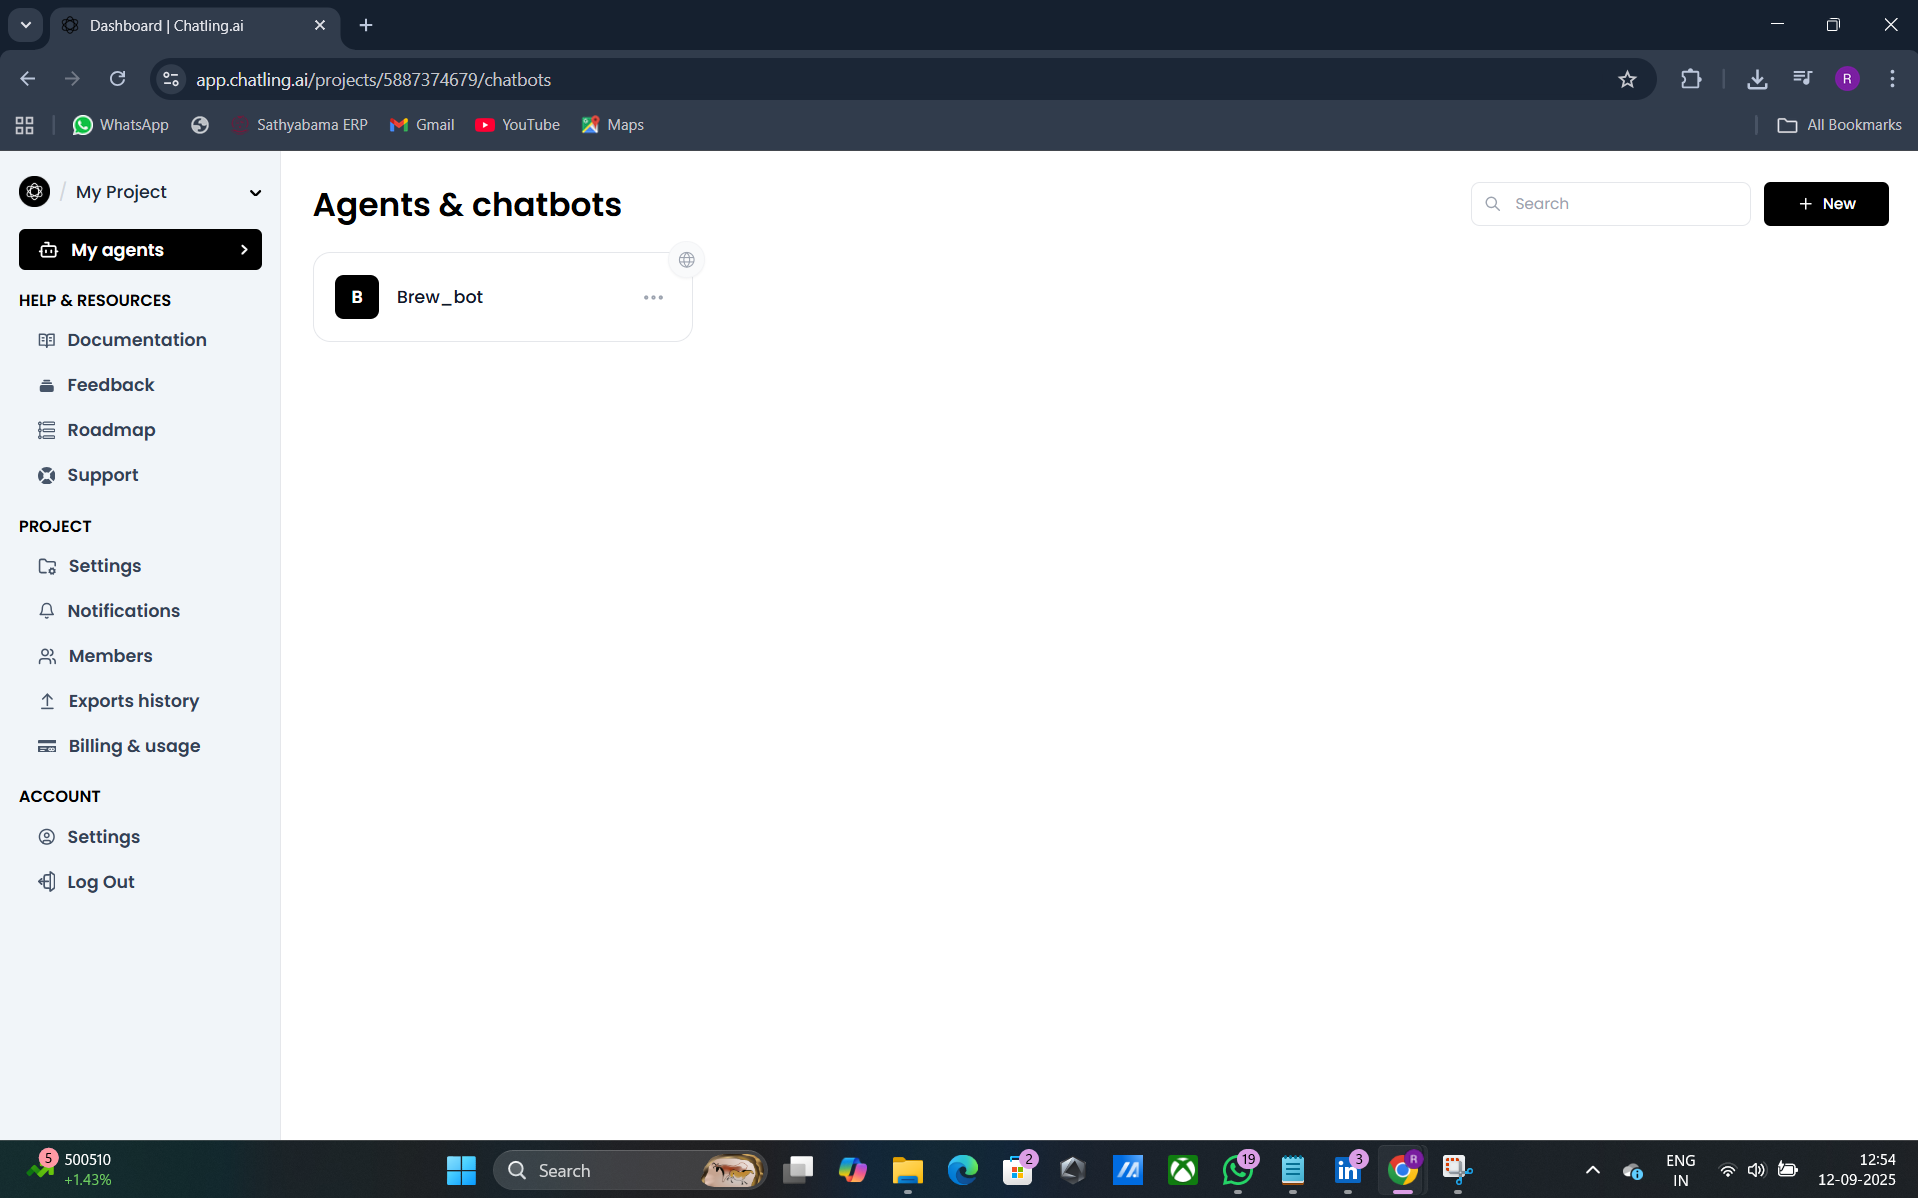 Dashboard | Chatling.ai
app.chatling.ai/projects/5887374679/chatbots
R
WhatsApp
Sathyabama ERP
Gmail
YouTube
Maps
All Bookmarks
/ My Project
My agents
HELP & RESOURCES
Documentation
Feedback
Roadmap
Support
PROJECT
Settings
Notifications
Members
Exports history
Billing & usage
ACCOUNT
Settings
Log Out
Agents & chatbots
Search
+ New
B
Brew_bot
5
500510
+1.43%
Search
2
19
in
3
R
ENG
IN
12:54
12-09-2025